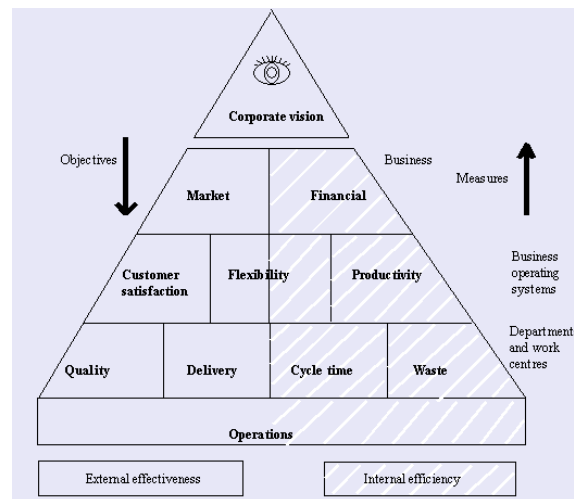 Corporate vision
Objectives
Business
Measures
Market
Financial
Business
operating
systems
Customer
satisfaction
Flexibility
Productivity
Department
and work
centres
Quality
Delivery
Cycle time
Waste
Operations
External effectiveness
Internal efficiency